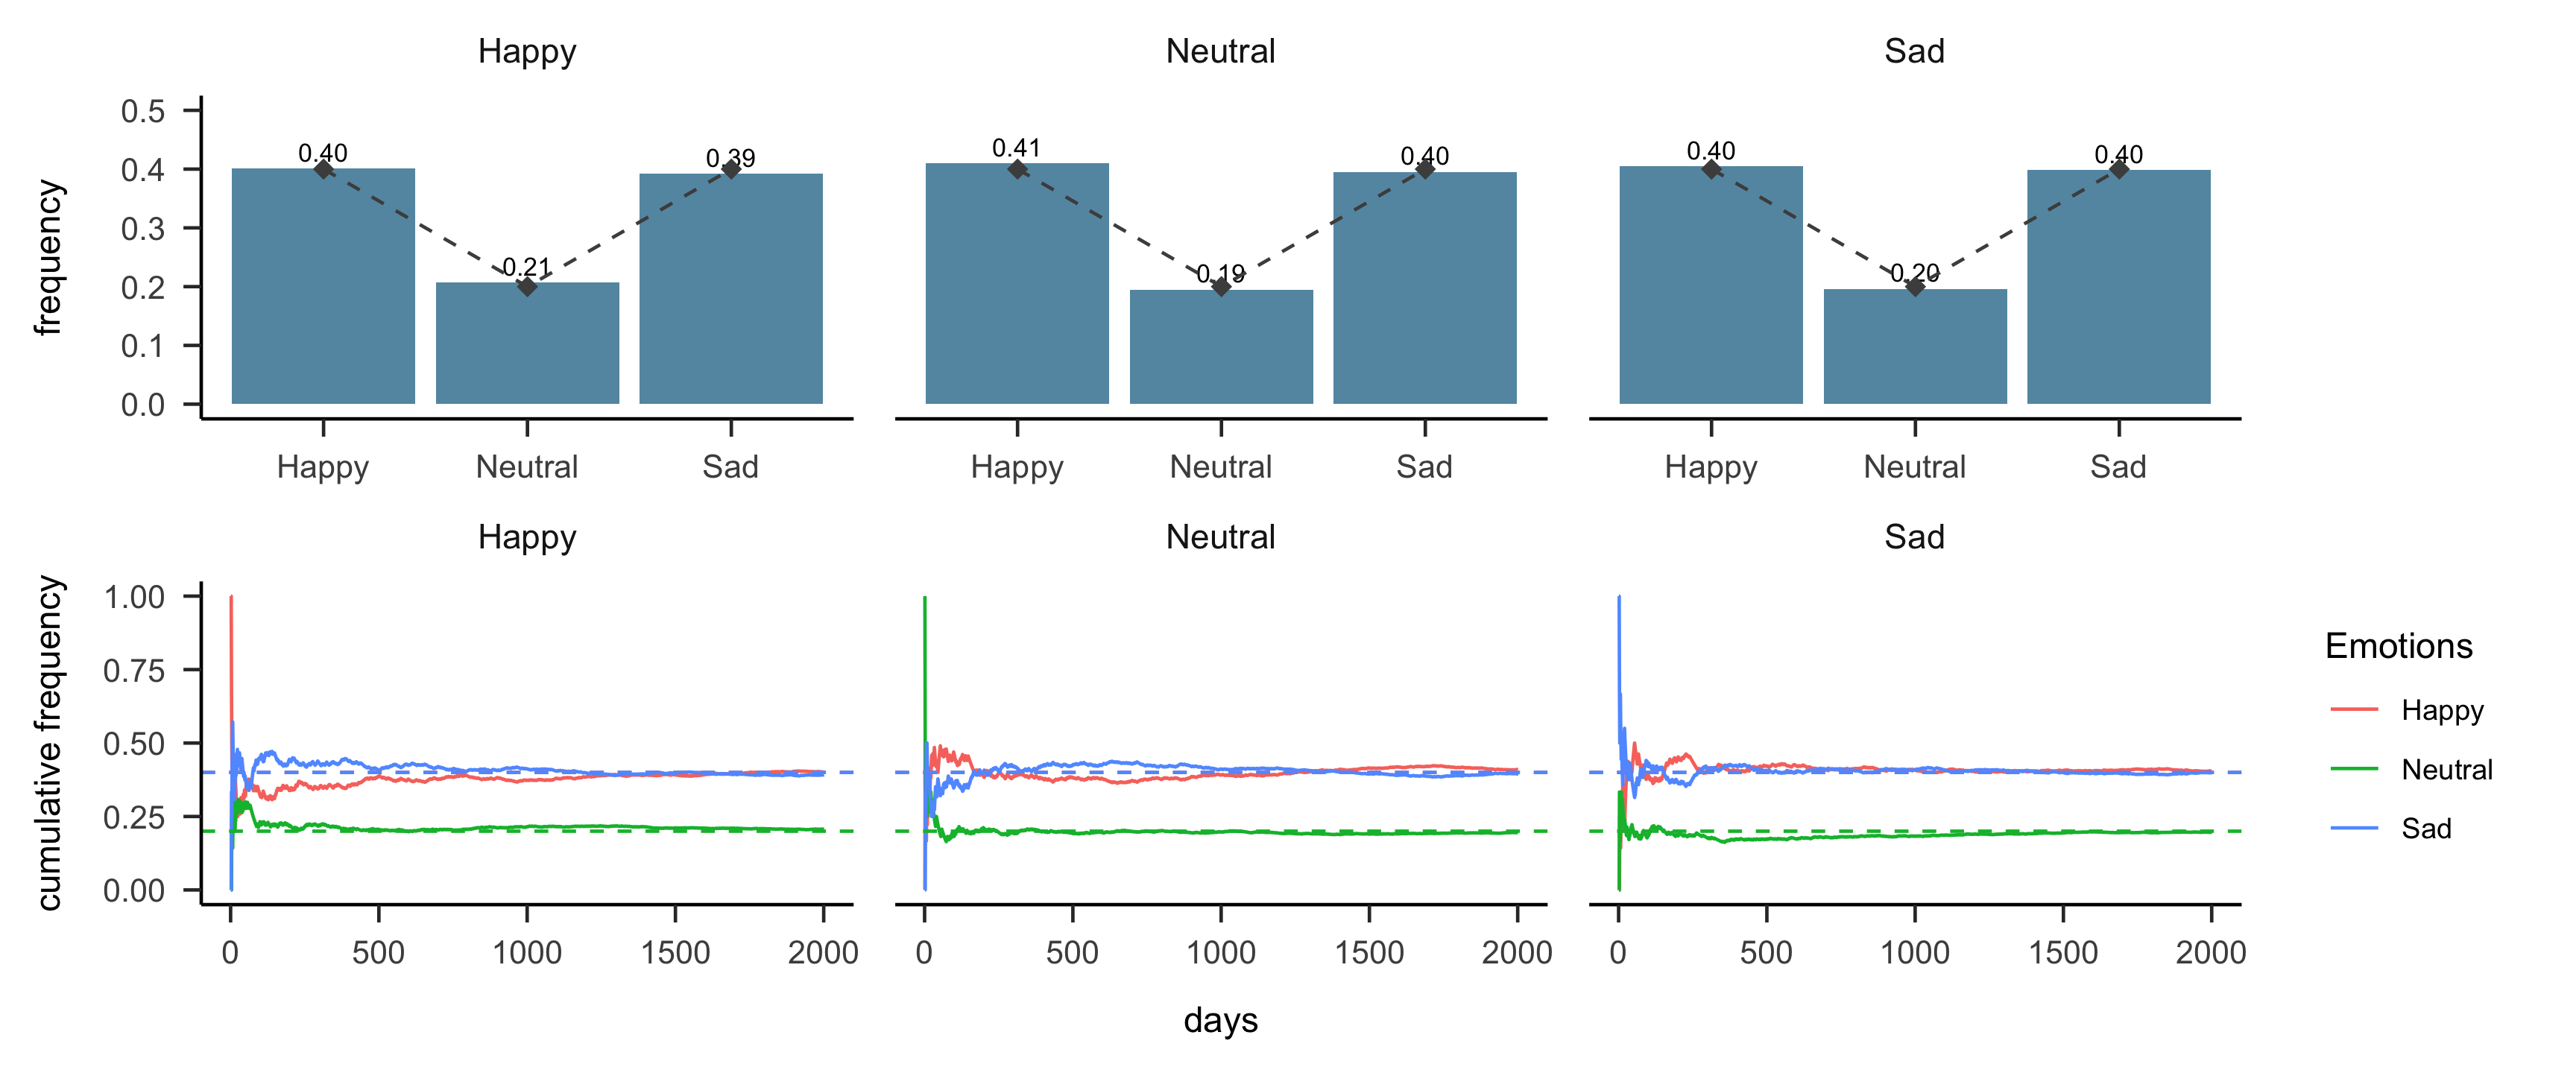 Happy Neutral Sad
frequency
0.5
0.4
0.3
0.2
0.1
0.0
0.40 0.21 0.39
0.41 0.19 0.40
0.40 0.20 0.40
Happy Neutral Sad
Happy Neutral Sad
Happy Neutral Sad
Happy Neutral Sad
cumulative frequency
1.00
0.75
0.50
0.25
0.00
0 500 1000 1500 2000
0 500 1000 1500 2000
0 500 1000 1500 2000
days
Emotions
Happy
Neutral
Sad